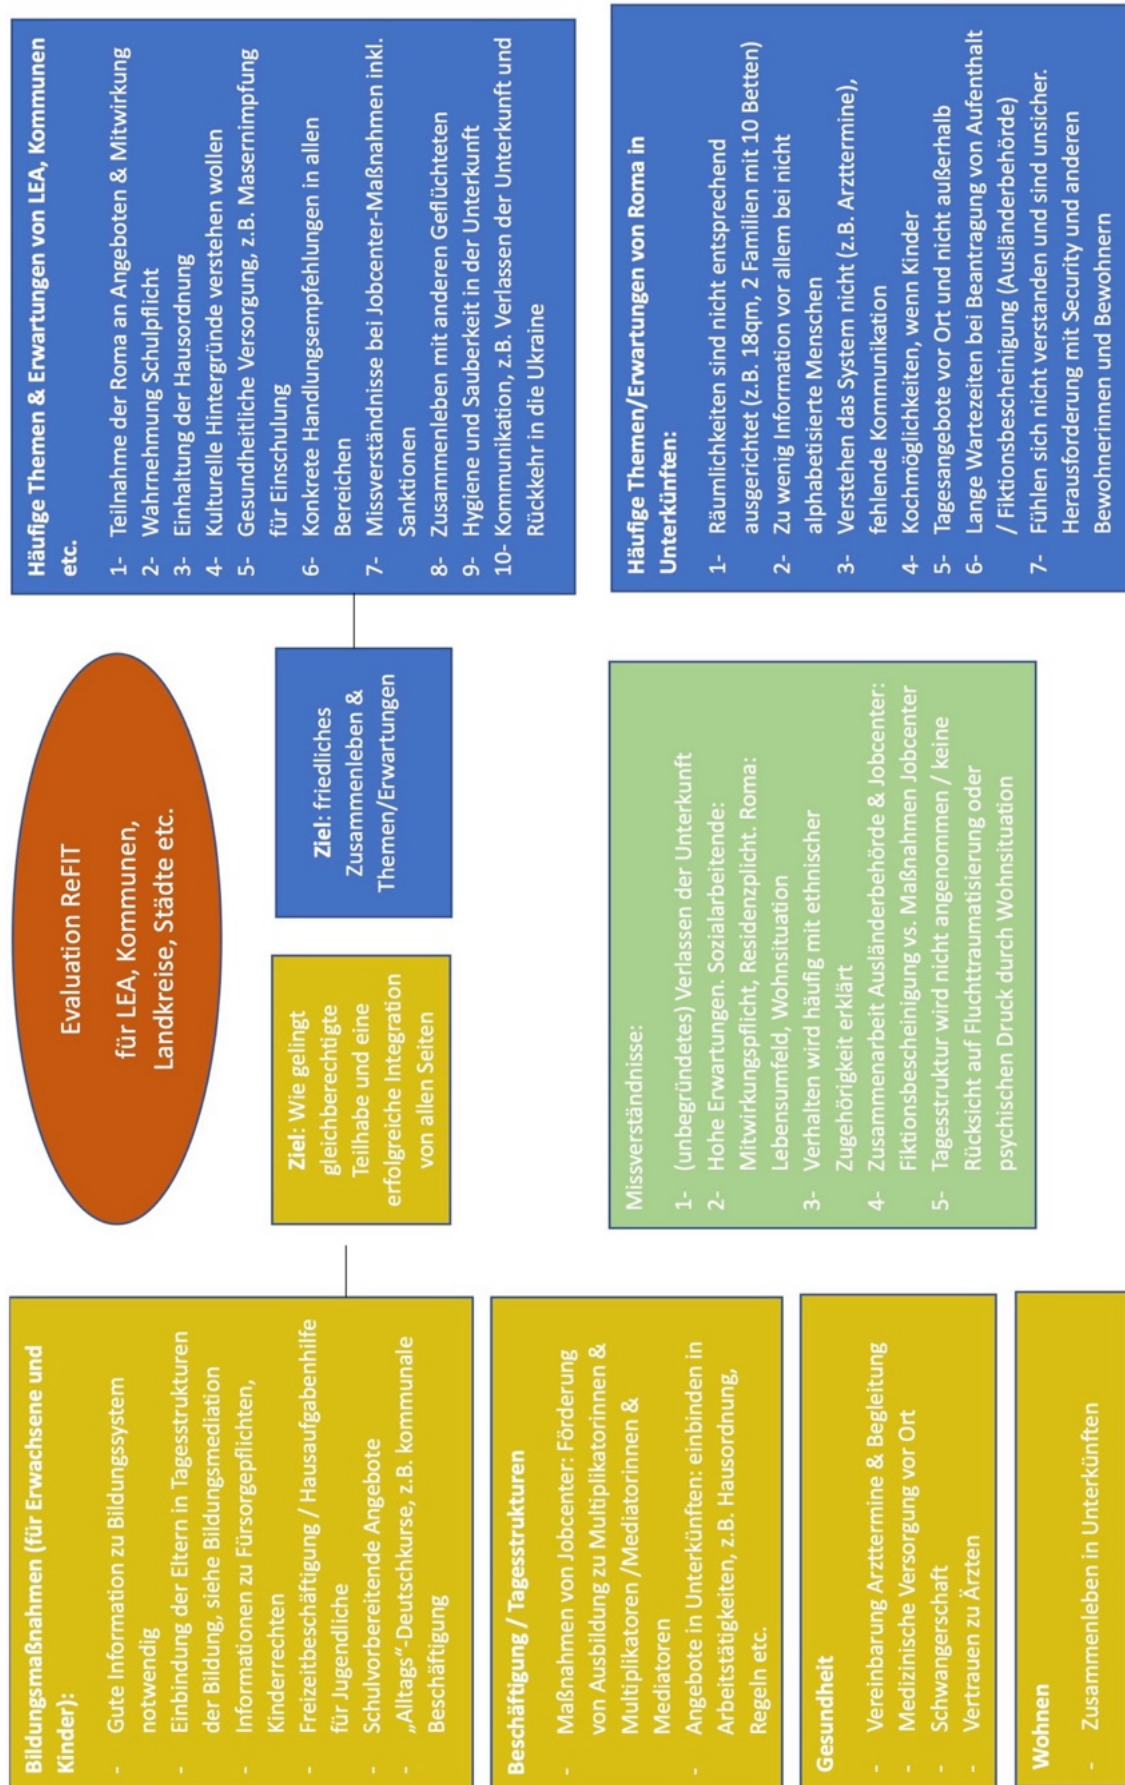 Evaluation ReFIT
für LEA, Kommunen,
Landkreise, Städte etc.
Bildungsmaßnahmen (für Erwachsene und
Kinder):
- Gute Information zu Bildungssystem
notwendig
- Einbindung der Eltern in Tagesstrukturen
der Bildung, siehe Bildungsmediation
- Informationen zu Fürsorgepflichten,
Kinderrechten
- Freizeitbeschäftigung / Hausaufgabenhilfe
für Jugendliche
- Schulvorbereitende Angebote
- „Alltags“-Deutschkurse, z.B. kommunale
Beschäftigung
Beschäftigung / Tagesstrukturen
- Maßnahmen von Jobcenter: Förderung
von Ausbildung zu Multiplikatorinnen &
Multiplikatoren /Mediatorinnen &
Mediatoren
- Angebote in Unterkünften: einbinden in
Arbeitstätigkeiten, z.B. Hausordnung,
Regeln etc.
Gesundheit
- Vereinbarung Arzttermine & Begleitung
- Medizinische Versorgung vor Ort
- Schwangerschaft
- Vertrauen zu Ärzten
Wohnen
- Zusammenleben in Unterkünften
Ziel: Wie gelingt
gleichberechtigte
Teilhabe und eine
erfolgreiche Integration
von allen Seiten
Ziel: friedliches
Zusammenleben &
Themen/Erwartungen
Missverständnisse:
1- (unbegründetes) Verlassen der Unterkunft
2- Hohe Erwartungen. Sozialarbeitende:
Mitwirkungspflicht, Residenzplicht. Roma:
Lebensumfeld, Wohnsituation
3- Verhalten wird häufig mit ethnischer
Zugehörigkeit erklärt
4- Zusammenarbeit Ausländerbehörde & Jobcenter:
Fiktionsbescheinigung vs. Maßnahmen Jobcenter
5- Tagesstruktur wird nicht angenommen / keine
Rücksicht auf Fluchttraumatisierung oder
psychischen Druck durch Wohnsituation
Häufige Themen & Erwartungen von LEA, Kommunen
etc.
1- Teilnahme der Roma an Angeboten & Mitwirkung
2- Wahrnehmung Schulpflicht
3- Einhaltung der Hausordnung
4- Kulturelle Hintergründe verstehen wollen
5- Gesundheitliche Versorgung, z.B. Masernimpfung
für Einschulung
6- Konkrete Handlungsempfehlungen in allen
Bereichen
7- Missverständnisse bei Jobcenter-Maßnahmen inkl.
Sanktionen
8- Zusammenleben mit anderen Geflüchteten
9- Hygiene und Sauberkeit in der Unterkunft
10- Kommunikation, z.B. Verlassen der Unterkunft und
Rückkehr in die Ukraine
Häufige Themen/Erwartungen von Roma in
Unterkünften:
1- Räumlichkeiten sind nicht entsprechend
ausgerichtet (z.B. 18qm, 2 Familien mit 10 Betten)
2- Zu wenig Information vor allem bei nicht
alphabetisierte Menschen
3- Verstehen das System nicht (z.B. Arzttermine),
fehlende Kommunikation
4- Kochmöglichkeiten, wenn Kinder
5- Tagesangebote vor Ort und nicht außerhalb
6- Lange Wartezeiten bei Beantragung von Aufenthalt
/ Fiktionsbescheinigung (Ausländerbehörde)
7- Fühlen sich nicht verstanden und sind unsicher.
Herausforderung mit Security und anderen
Bewohnerinnen und Bewohnern